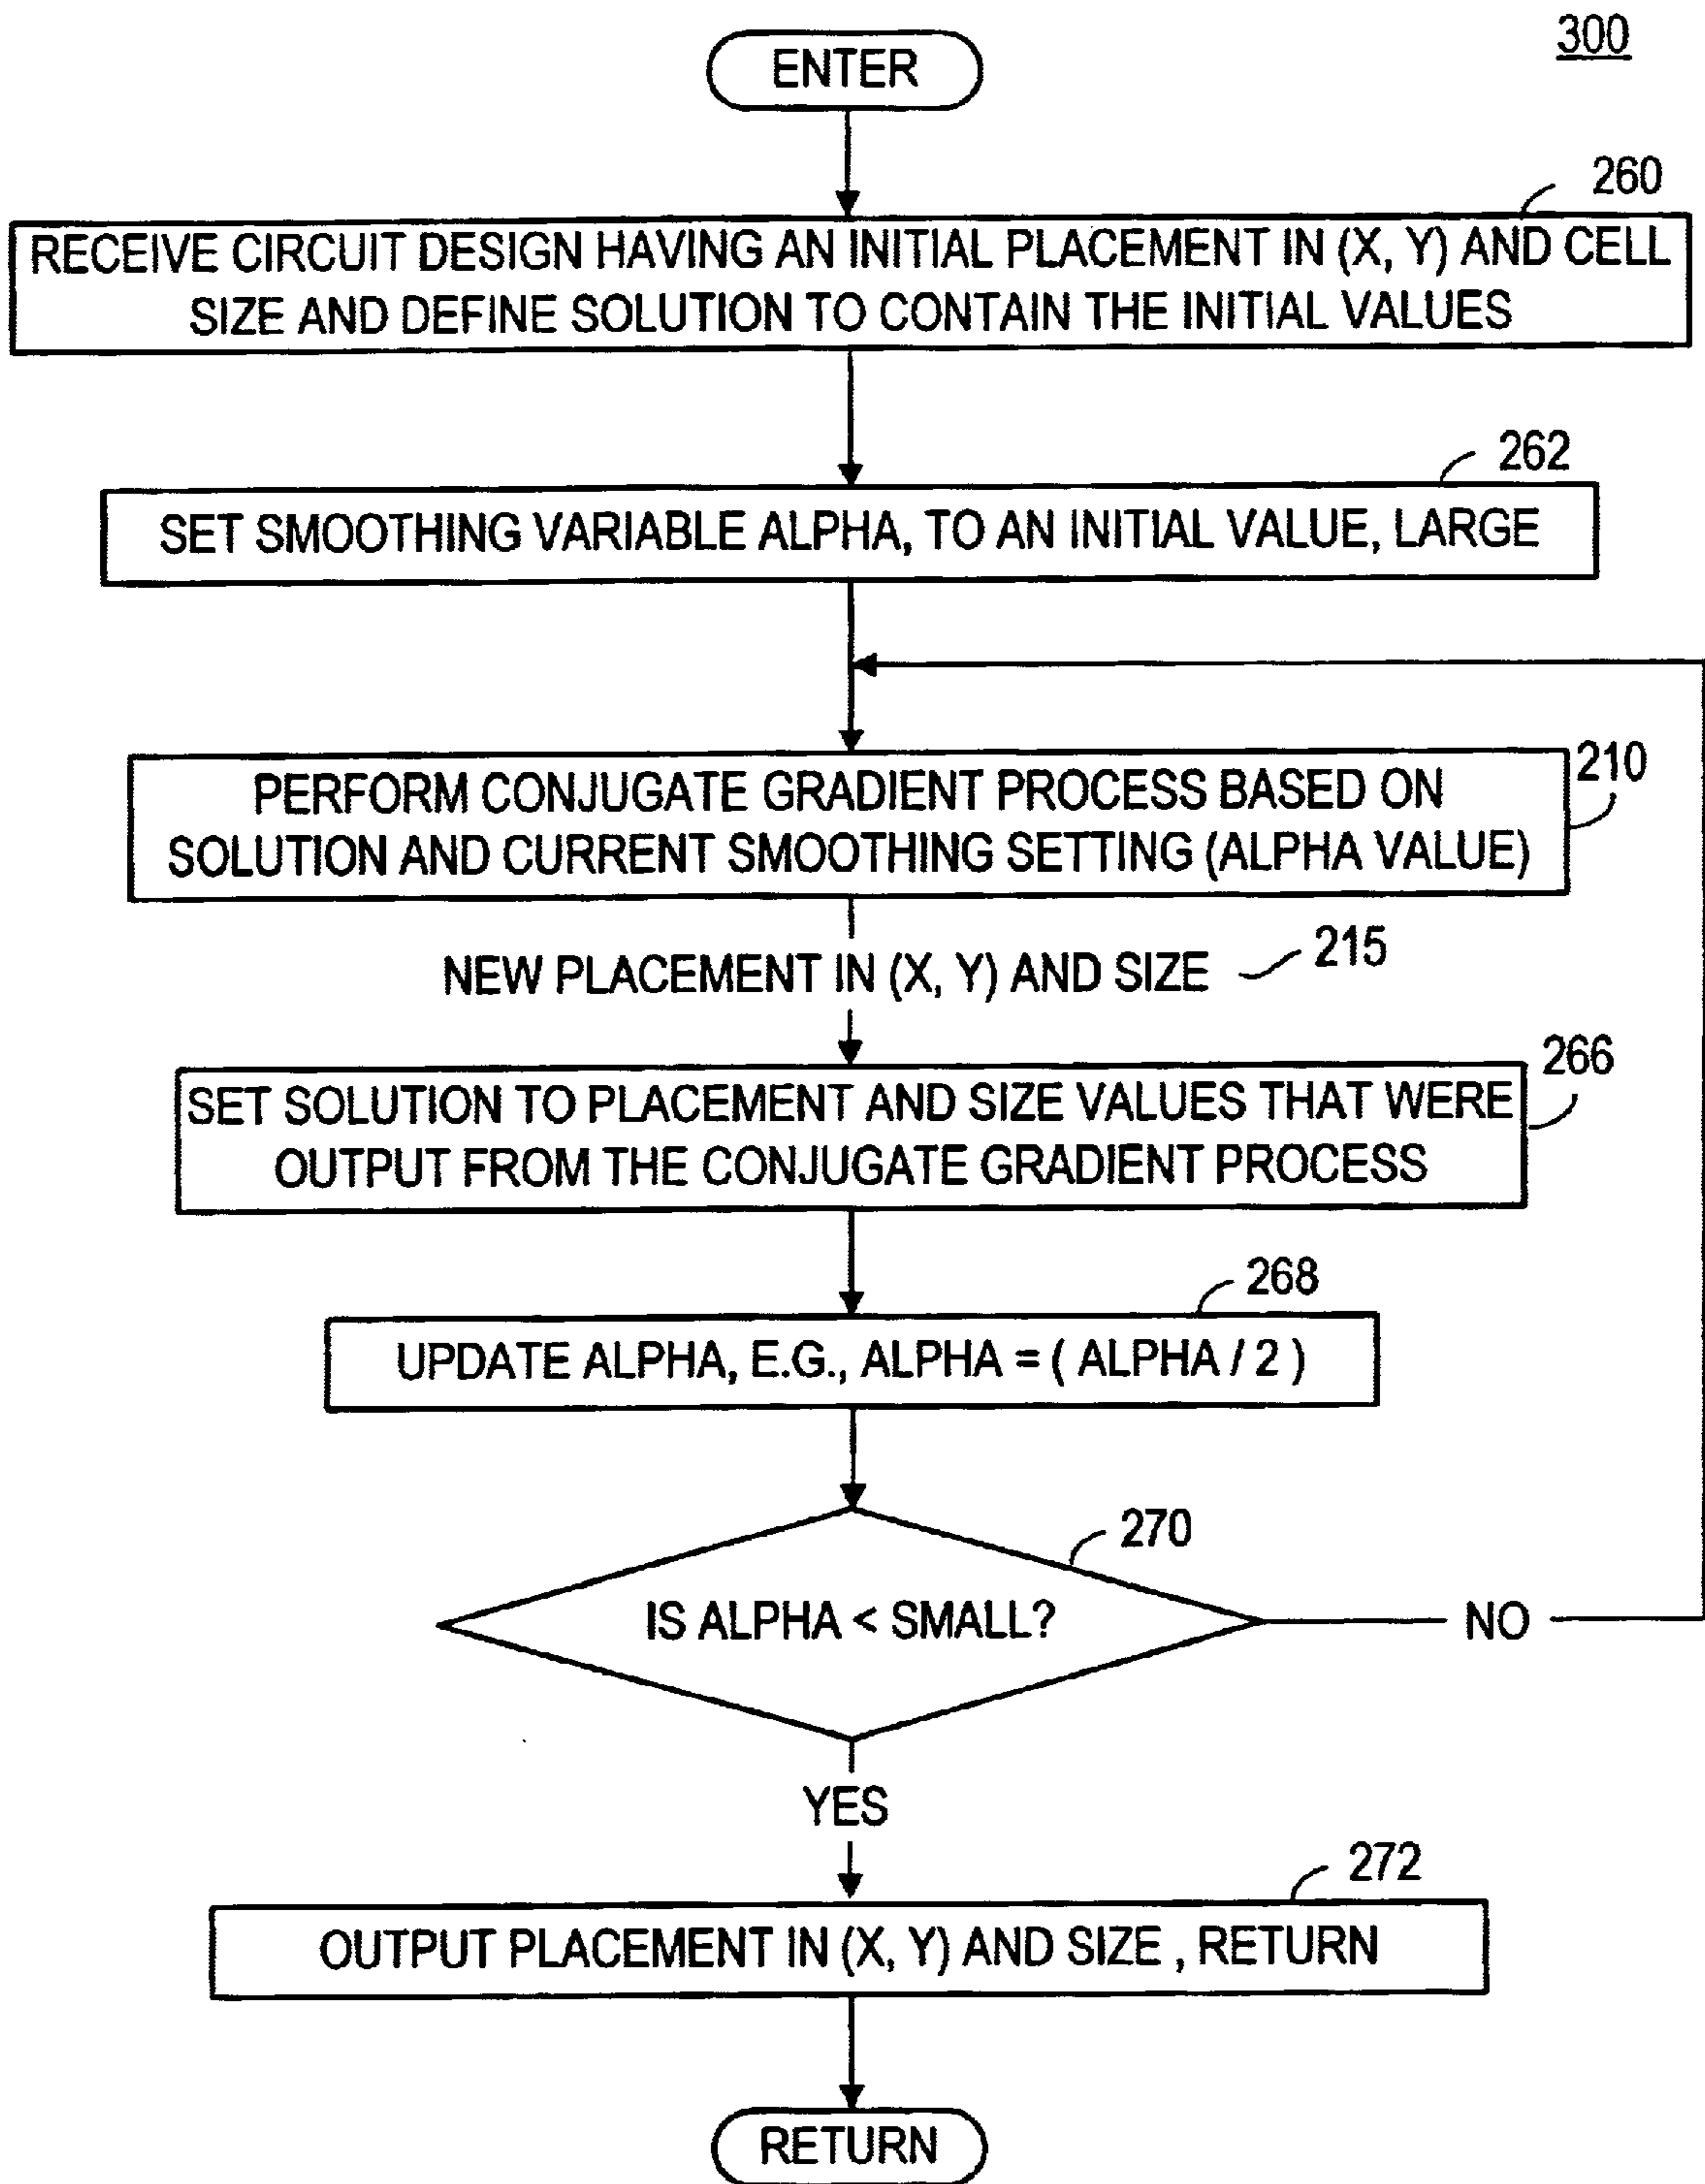 300
ENTER
260
RECEIVE CIRCUIT DESIGN HAVING AN INITIAL PLACEMENT IN (X, Y) AND CELL
SIZE AND DEFINE SOLUTION TO CONTAIN THE INITIAL VALUES
262
SET SMOOTHING VARIABLE ALPHA, TO AN INITIAL VALUE, LARGE
210
PERFORM CONJUGATE GRADIENT PROCESS BASED ON
SOLUTION AND CURRENT SMOOTHING SETTING (ALPHA VALUE)
NEW PLACEMENT IN (X, Y) AND SIZE 215
266
SET SOLUTION TO PLACEMENT AND SIZE VALUES THAT WERE
OUTPUT FROM THE CONJUGATE GRADIENT PROCESS
268
UPDATE ALPHA, E.G., ALPHA = ( ALPHA / 2 )
270
IS ALPHA < SMALL?
NO
YES
272
OUTPUT PLACEMENT IN (X, Y) AND SIZE , RETURN
RETURN